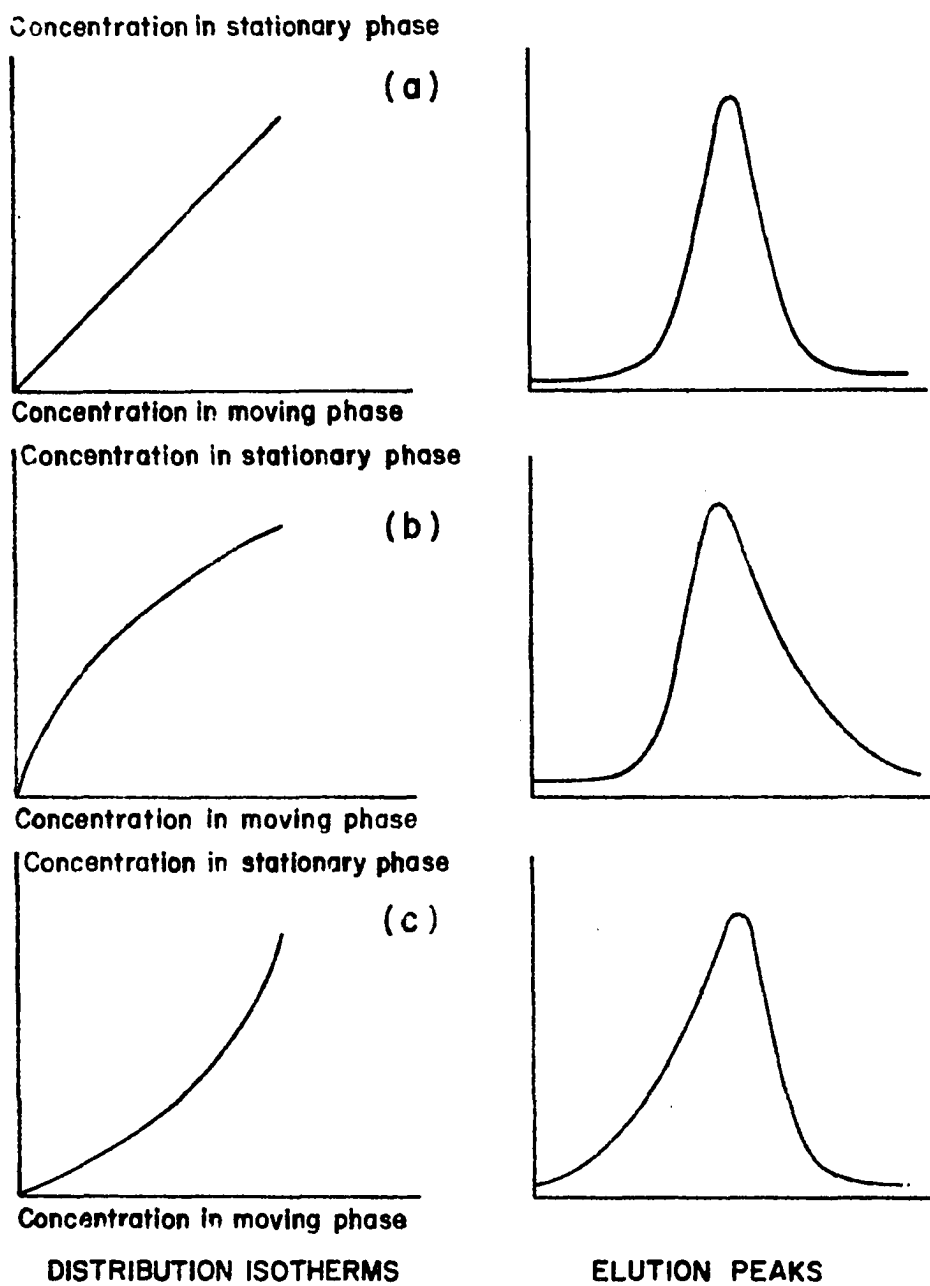 Concentration in stationary phase
(a)
Concentration in moving phase
Concentration in stationary phase
(b)
Concentration in moving phase
Concentration in stationary phase
(c)
Concentration in moving phase
DISTRIBUTION ISOTHERMS
ELUTION PEAKS